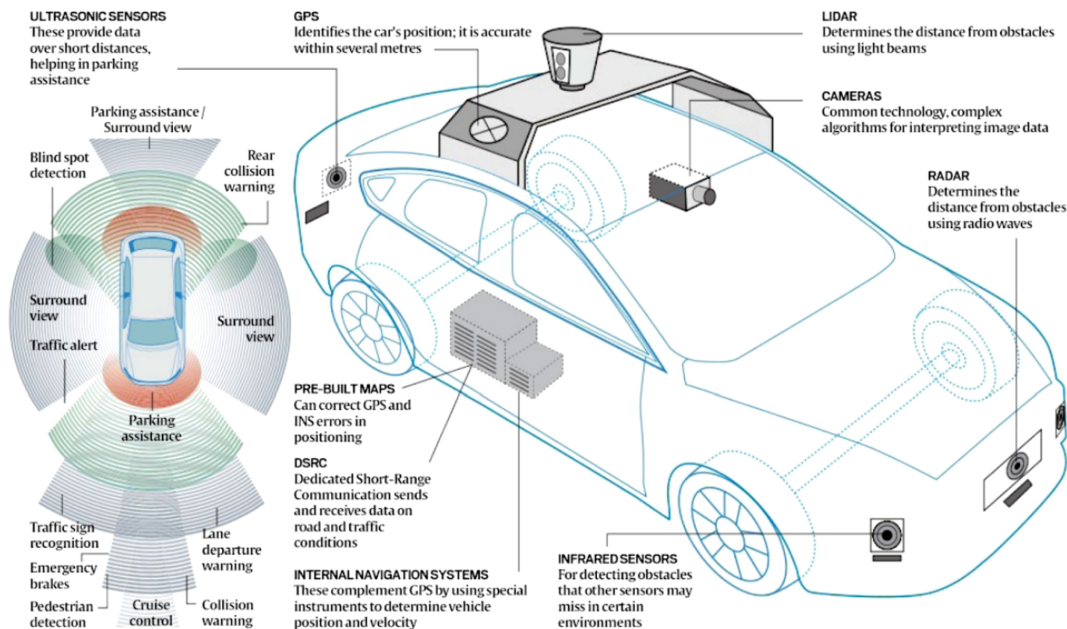 ULTRASONIC SENSORS
These provide data
over short distances,
helping in parking
assistance
GPS
Identifies the car's position; it is accurate
within several metres
LIDAR
Determines the distance from obstacles
using light beams
CAMERAS
Common technology, complex
algorithms for interpreting image data
RADAR
Determines the
distance from obstacles
using radio waves
Parking assistance /
Surround view
Blind spot
detection
Rear
collision
warning
Surround
view
Surround
view
Traffic alert
Parking
assistance
Traffic sign
recognition
Lane
departure
warning
Emergency
brakes
Pedestrian
detection
Cruise
control
Collision
warning
PRE-BUILT MAPS
Can correct GPS and
INS errors in
positioning
DSRC
Dedicated Short-Range
Communication sends
and receives data on
road and traffic
conditions
INTERNAL NAVIGATION SYSTEMS
These complement GPS by using special
instruments to determine vehicle
position and velocity
INFRARED SENSORS
For detecting obstacles
that other sensors may
miss in certain
environments